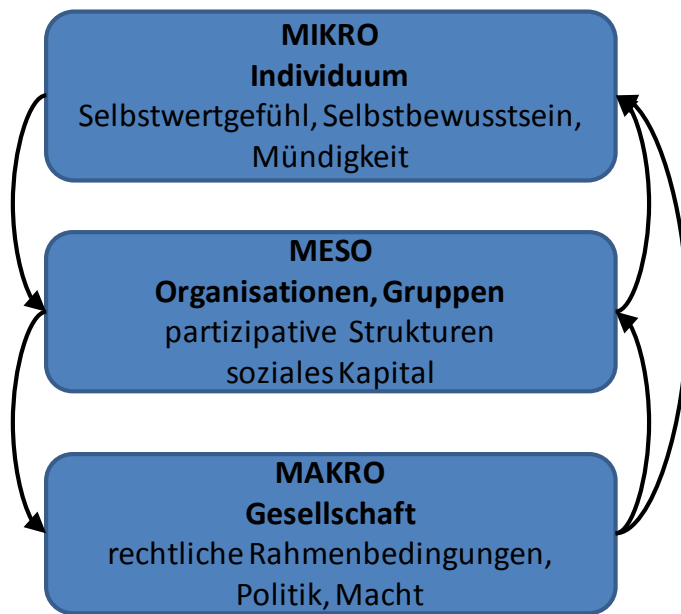 MIKRO
Individuum
Selbstwertgefühl, Selbstbewusstsein,
Mündigkeit
MESO
Organisationen, Gruppen
partizipative Strukturen
soziales Kapital
MAKRO
Gesellschaft
rechtliche Rahmenbedingungen,
Politik, Macht